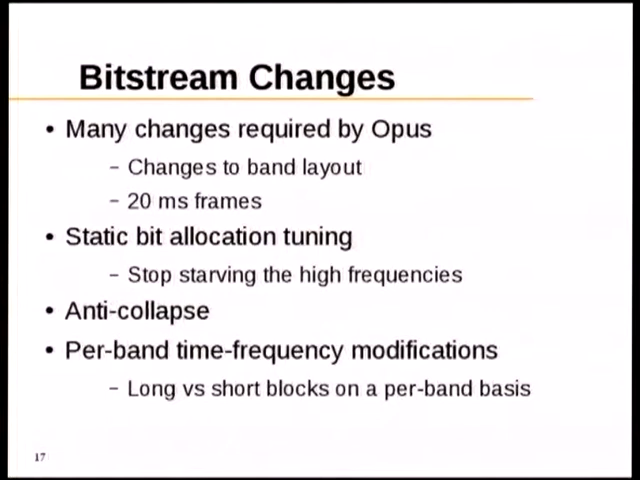 Bitstream Changes
• Many changes required by Opus
– Changes to band layout
– 20 ms frames
• Static bit allocation tuning
– Stop starving the high frequencies
• Anti-collapse
• Per-band time-frequency modifications
– Long vs short blocks on a per-band basis
17